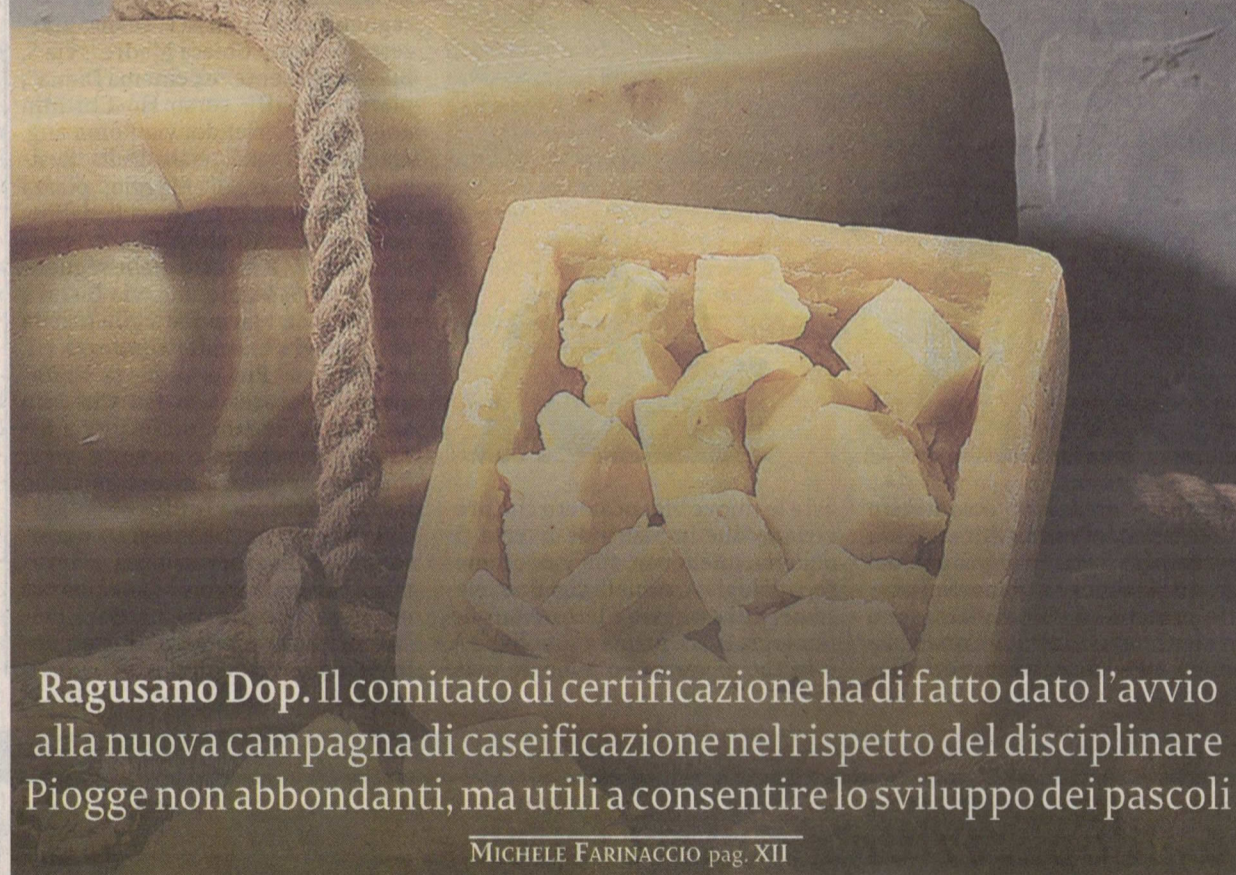 Ragusano Dop. Il comitato di certificazione ha di fatto dato l'avvio
alla nuova campagna di caseificazione nel rispetto del disciplinare
Piogge non abbondanti, ma utili a consentire lo sviluppo dei pascoli
MICHELE FARINACCIO pag. XII